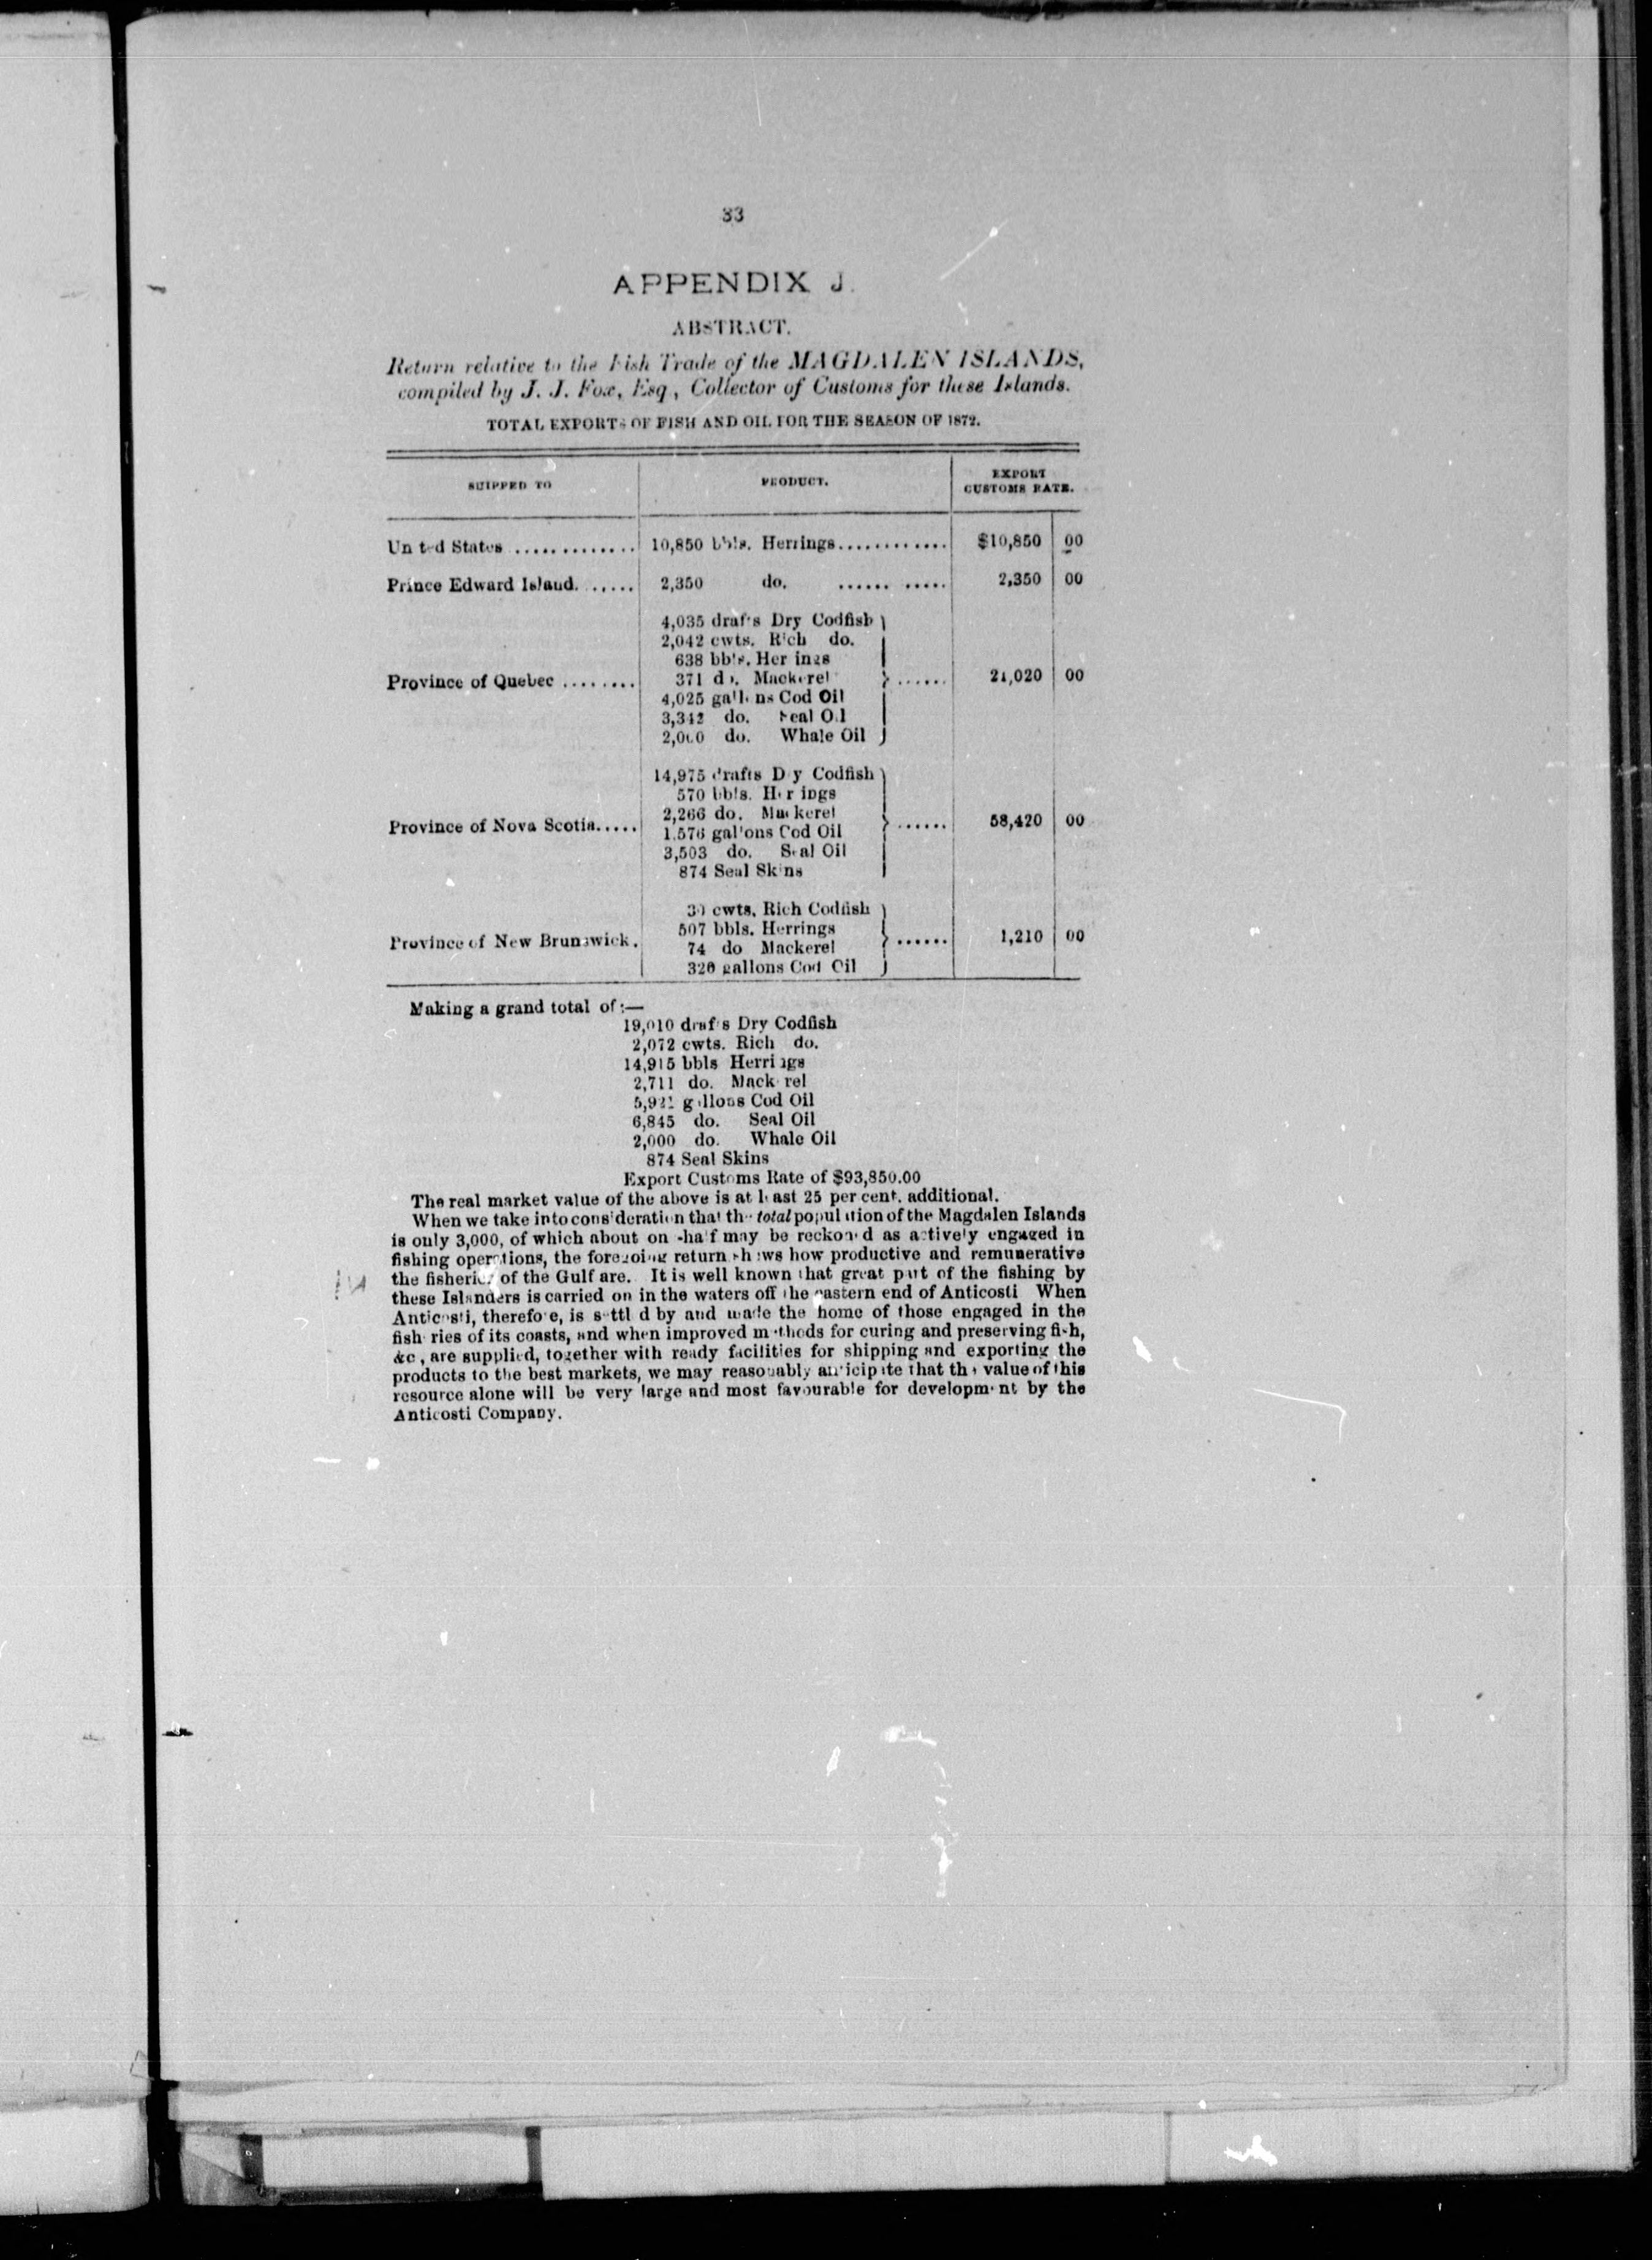 33
APPENDIX J.
ABSTRACT.
Return relative to the Fish Trade of the MAGDALEN ISLANDS,
compiled by J. J. Fox, Esq, Collector of Customs for these Islands.
TOTAL EXPORTS OF FISH AND OIL FOR THE SEASON OF 1872.
SHIPPED TO PRODUCT. EXPORT CUSTOMS RATE.
United States ............. 10,850 bbls. Herrings............ $10,850 00
Prince Edward Island. ...... 2,350 do. ...... ..... 2,350 00
4,035 drafts Dry Codfish
2,042 cwts. Rich do.
638 bbls. Herrings
Province of Quebec ........ 371 do. Mackerel ...... 21,020 00
4,025 gallons Cod Oil
3,342 do. Seal Oil
2,000 do. Whale Oil
14,975 drafts Dry Codfish
570 bbls. Herrings
2,266 do. Mackerel
Province of Nova Scotia..... 1,576 gallons Cod Oil ...... 58,420 00
3,503 do. Seal Oil
874 Seal Skins
30 cwts. Rich Codfish
507 bbls. Herrings
Province of New Brunswick. 74 do Mackerel ...... 1,210 00
320 gallons Cod Oil
Making a grand total of:—
19,010 drafts Dry Codfish
2,072 cwts. Rich do.
14,915 bbls Herrings
2,711 do. Mackerel
5,921 gallons Cod Oil
6,845 do. Seal Oil
2,000 do. Whale Oil
874 Seal Skins
Export Customs Rate of $93,850.00
The real market value of the above is at least 25 per cent. additional.
When we take into consideration that the total population of the Magdalen Islands
is only 3,000, of which about one-half may be reckoned as actively engaged in
fishing operations, the foregoing return shows how productive and remunerative
the fisheries of the Gulf are. It is well known that great part of the fishing by
these Islanders is carried on in the waters off the eastern end of Anticosti When
Anticosti, therefore, is settled by and made the home of those engaged in the
fisheries of its coasts, and when improved methods for curing and preserving fish,
&c, are supplied, together with ready facilities for shipping and exporting the
products to the best markets, we may reasonably anticipate that the value of this
resource alone will be very large and most favourable for development by the
Anticosti Company.